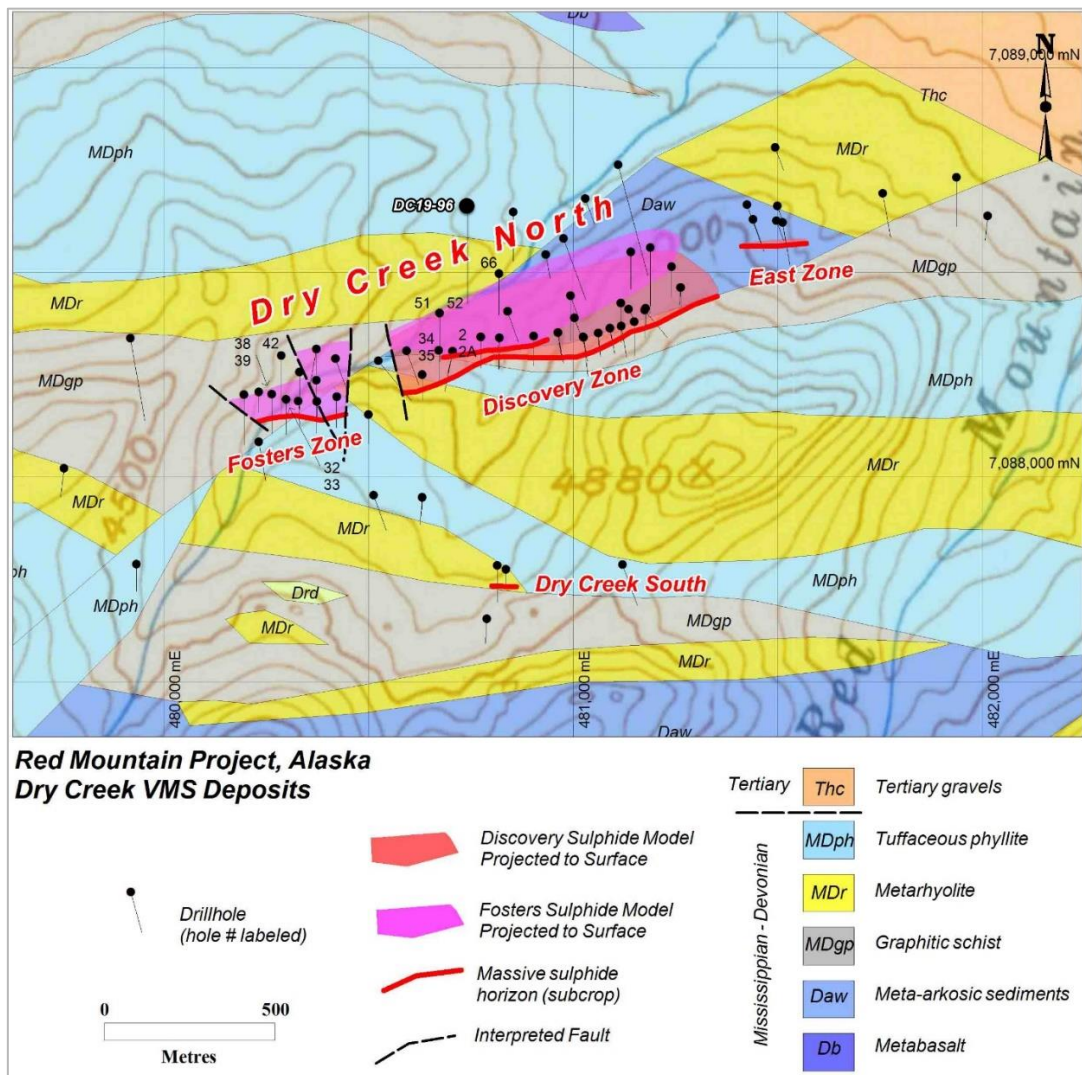 Db
N
7,089,000 mN
Thc
MDph
MDr
DC19-96
Daw
Dry Creek North
66
East Zone
MDgp
MDr
51 52
38 42
34 2
39
35 2A
MDgp
Discovery Zone
MDph
Mountain
Fosters Zone
4500
32
33
4880 X
7,088,000 mN
MDr
MDr
MDr
Dry Creek South
MDph
ph
MDph
Drd
MDr
MDgp
MDr
Red
480,000 mE
481,000 mE
482,000 mE
Daw
Red Mountain Project, Alaska
Dry Creek VMS Deposits
Drillhole
(hole # labeled)
0 500
Metres
Discovery Sulphide Model
Projected to Surface
Fosters Sulphide Model
Projected to Surface
Massive sulphide
horizon (subcrop)
Interpreted Fault
Tertiary
Mississippian - Devonian
Thc Tertiary gravels
MDph Tuffaceous phyllite
MDr Metarhyolite
MDgp Graphitic schist
Daw Meta-arkosic sediments
Db Metabasalt